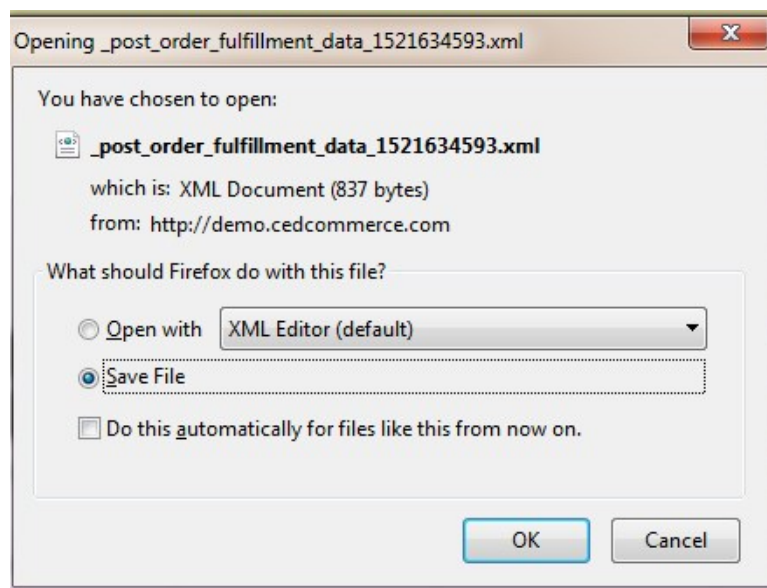 Opening _post_order_fulfillment_data_1521634593.xml
You have chosen to open:
_post_order_fulfillment_data_1521634593.xml
which is: XML Document (837 bytes)
from: http://demo.cedcommerce.com
What should Firefox do with this file?
Open with XML Editor (default)
Save File
Do this automatically for files like this from now on.
OK Cancel